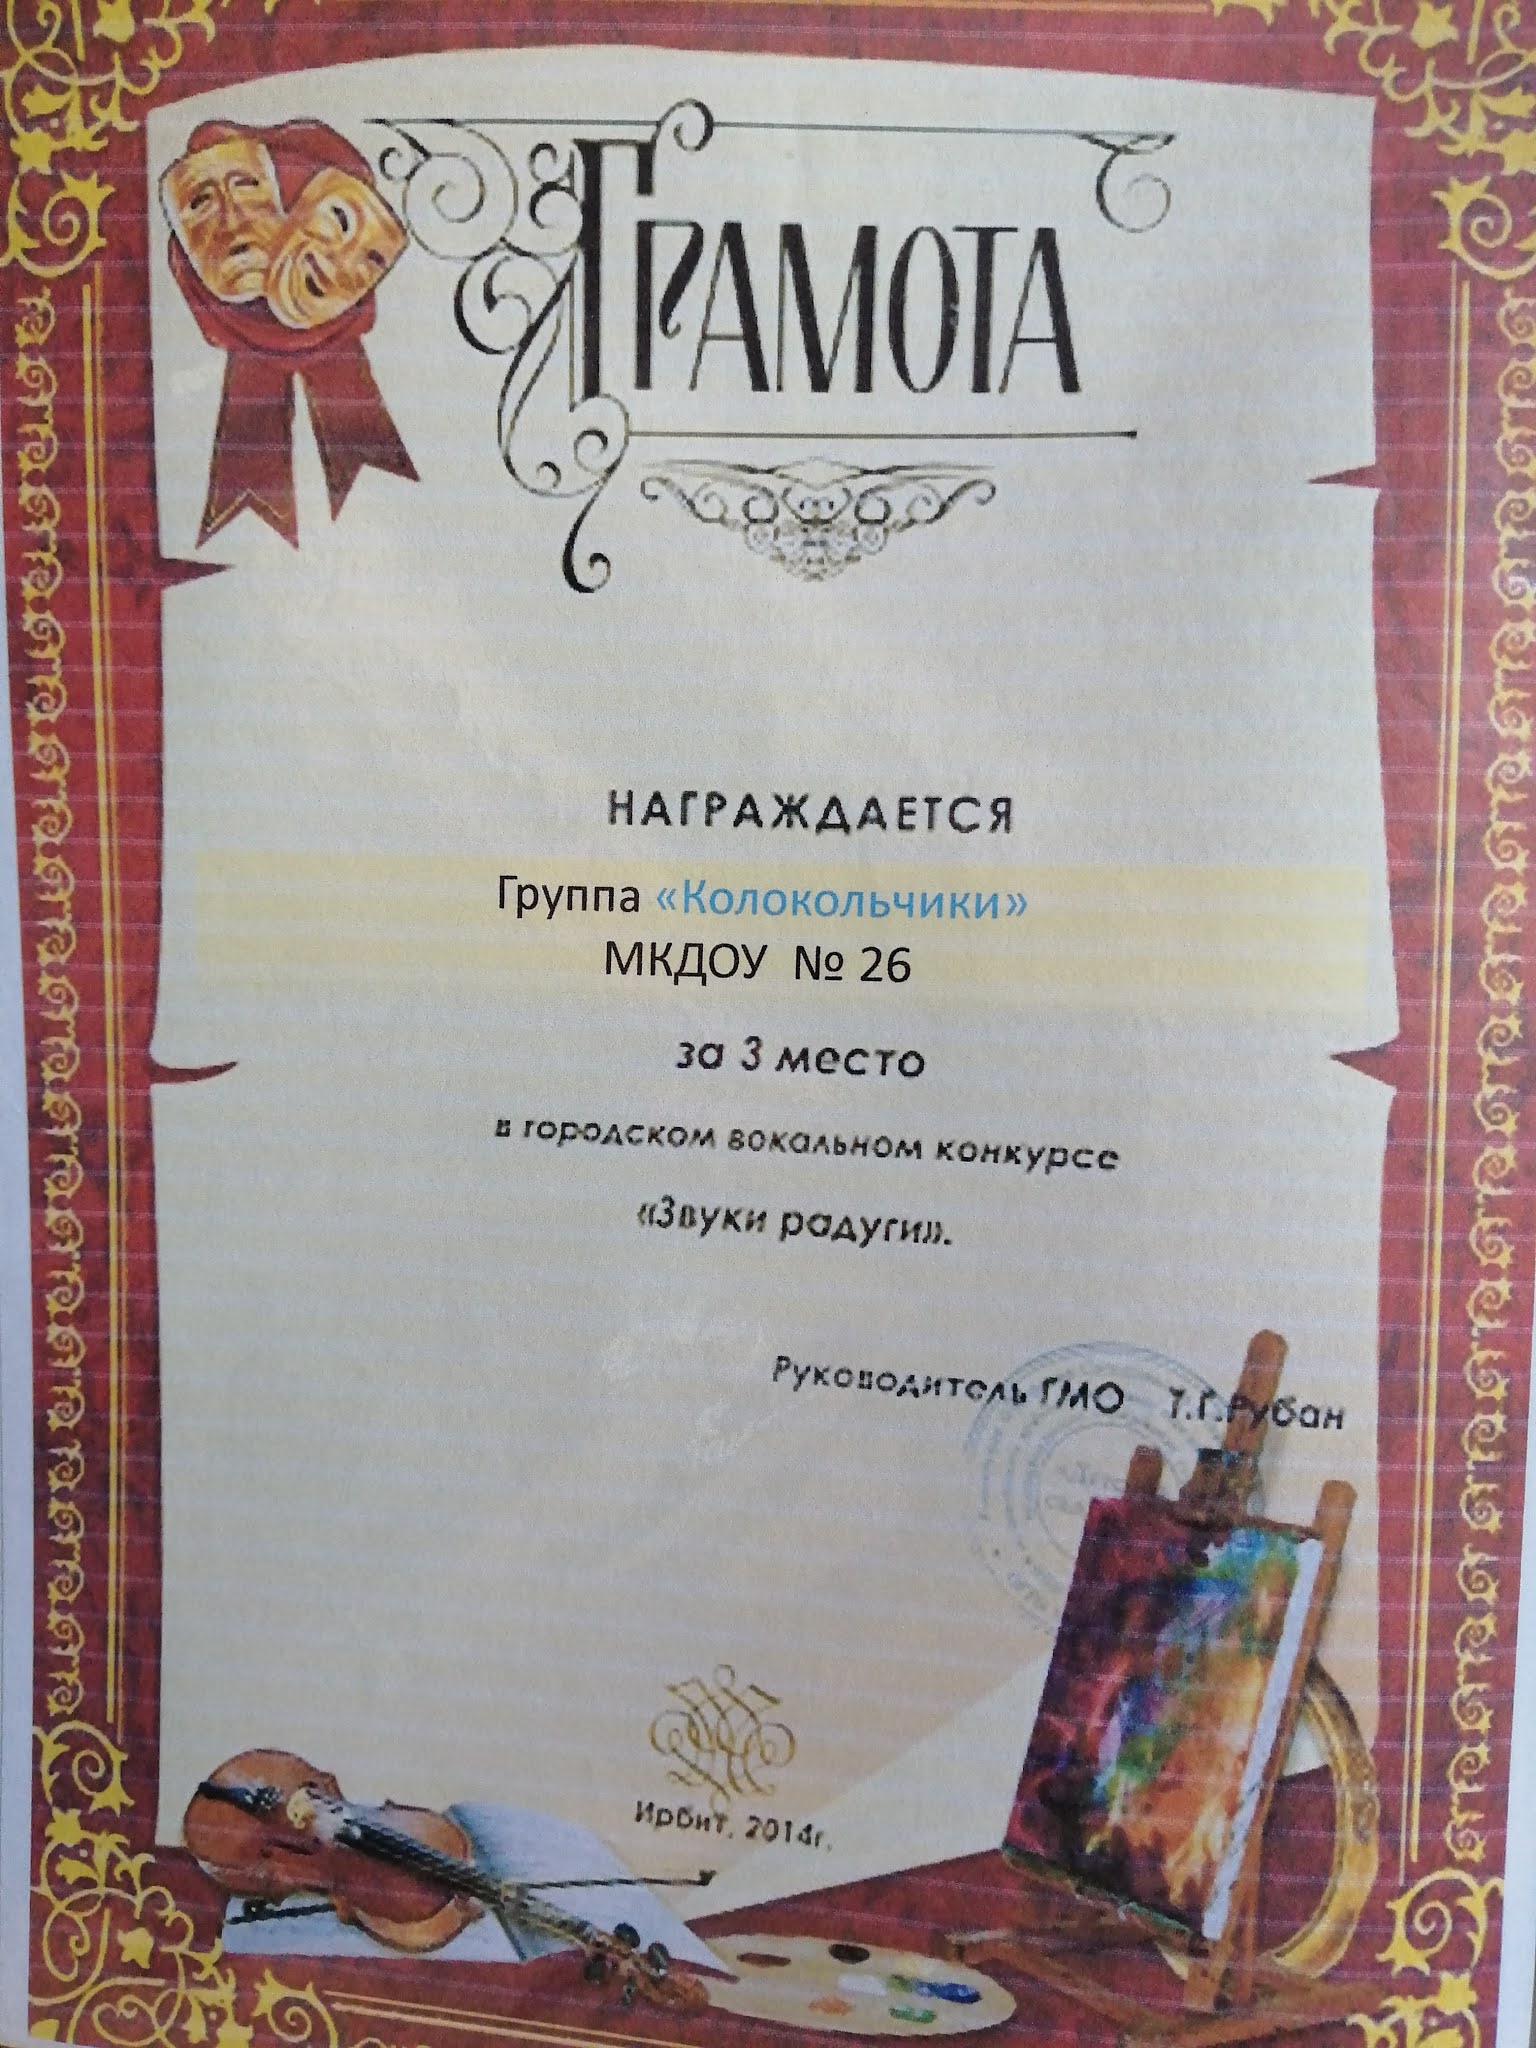 ГРАМОТА
НАГРАЖДАЕТСЯ
Группа «Колокольчики»
МКДОУ № 26
за 3 место
в городском вокальном конкурсе
«Звуки радуги».
Руководитель ГМО Т.Г.Рубан
Ирбит, 2014г.